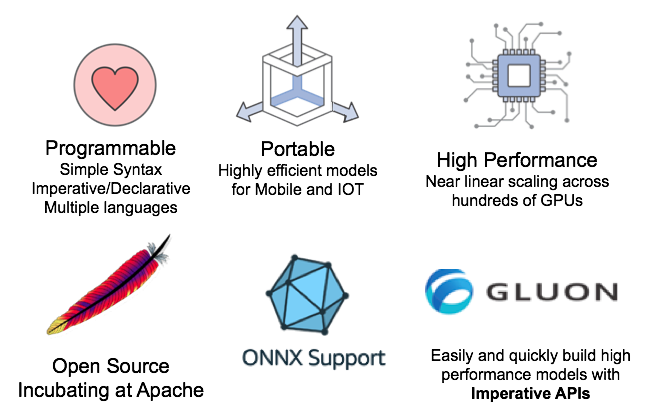 Programmable
Simple Syntax
Imperative/Declarative
Multiple languages
Portable
Highly efficient models
for Mobile and IOT
High Performance
Near linear scaling across
hundreds of GPUs
Open Source
Incubating at Apache
ONNX Support
GLUON
Easily and quickly build high
performance models with
Imperative APIs